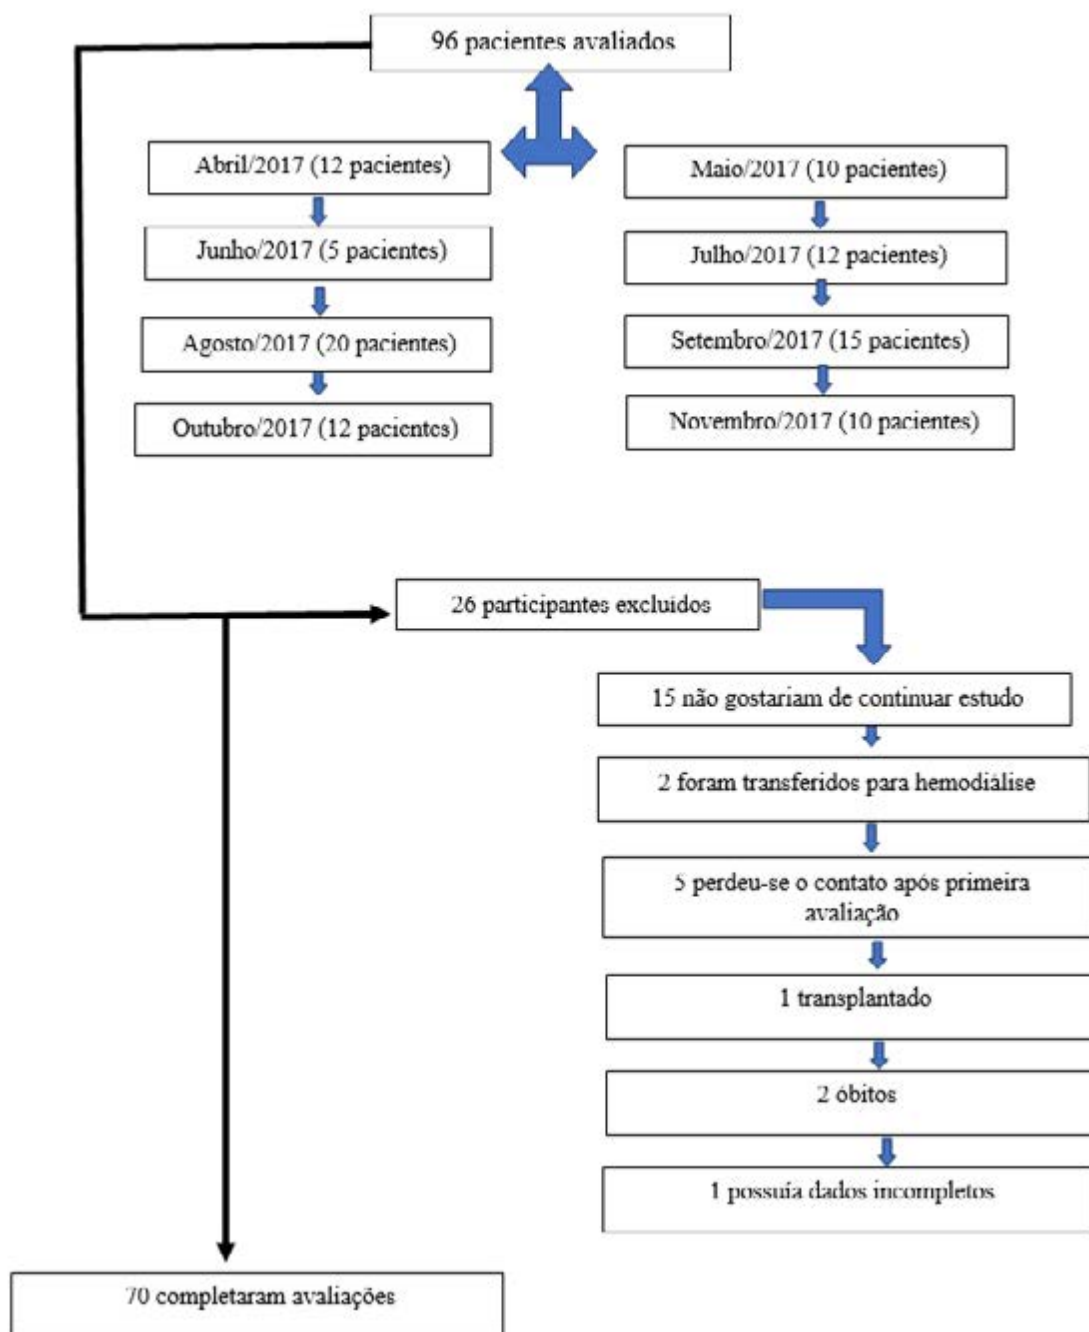 96 pacientes avaliados
Abril/2017 (12 pacientes)
Maio/2017 (10 pacientes)
Junho/2017 (5 pacientes)
Julho/2017 (12 pacientes)
Agosto/2017 (20 pacientes)
Setembro/2017 (15 pacientes)
Outubro/2017 (12 pacientes)
Novembro/2017 (10 pacientes)
26 participantes excluídos
15 não gostariam de continuar estudo
2 foram transferidos para hemodiálise
5 perdeu-se o contato após primeira
avaliação
1 transplantado
2 óbitos
1 possuía dados incompletos
70 completaram avaliações